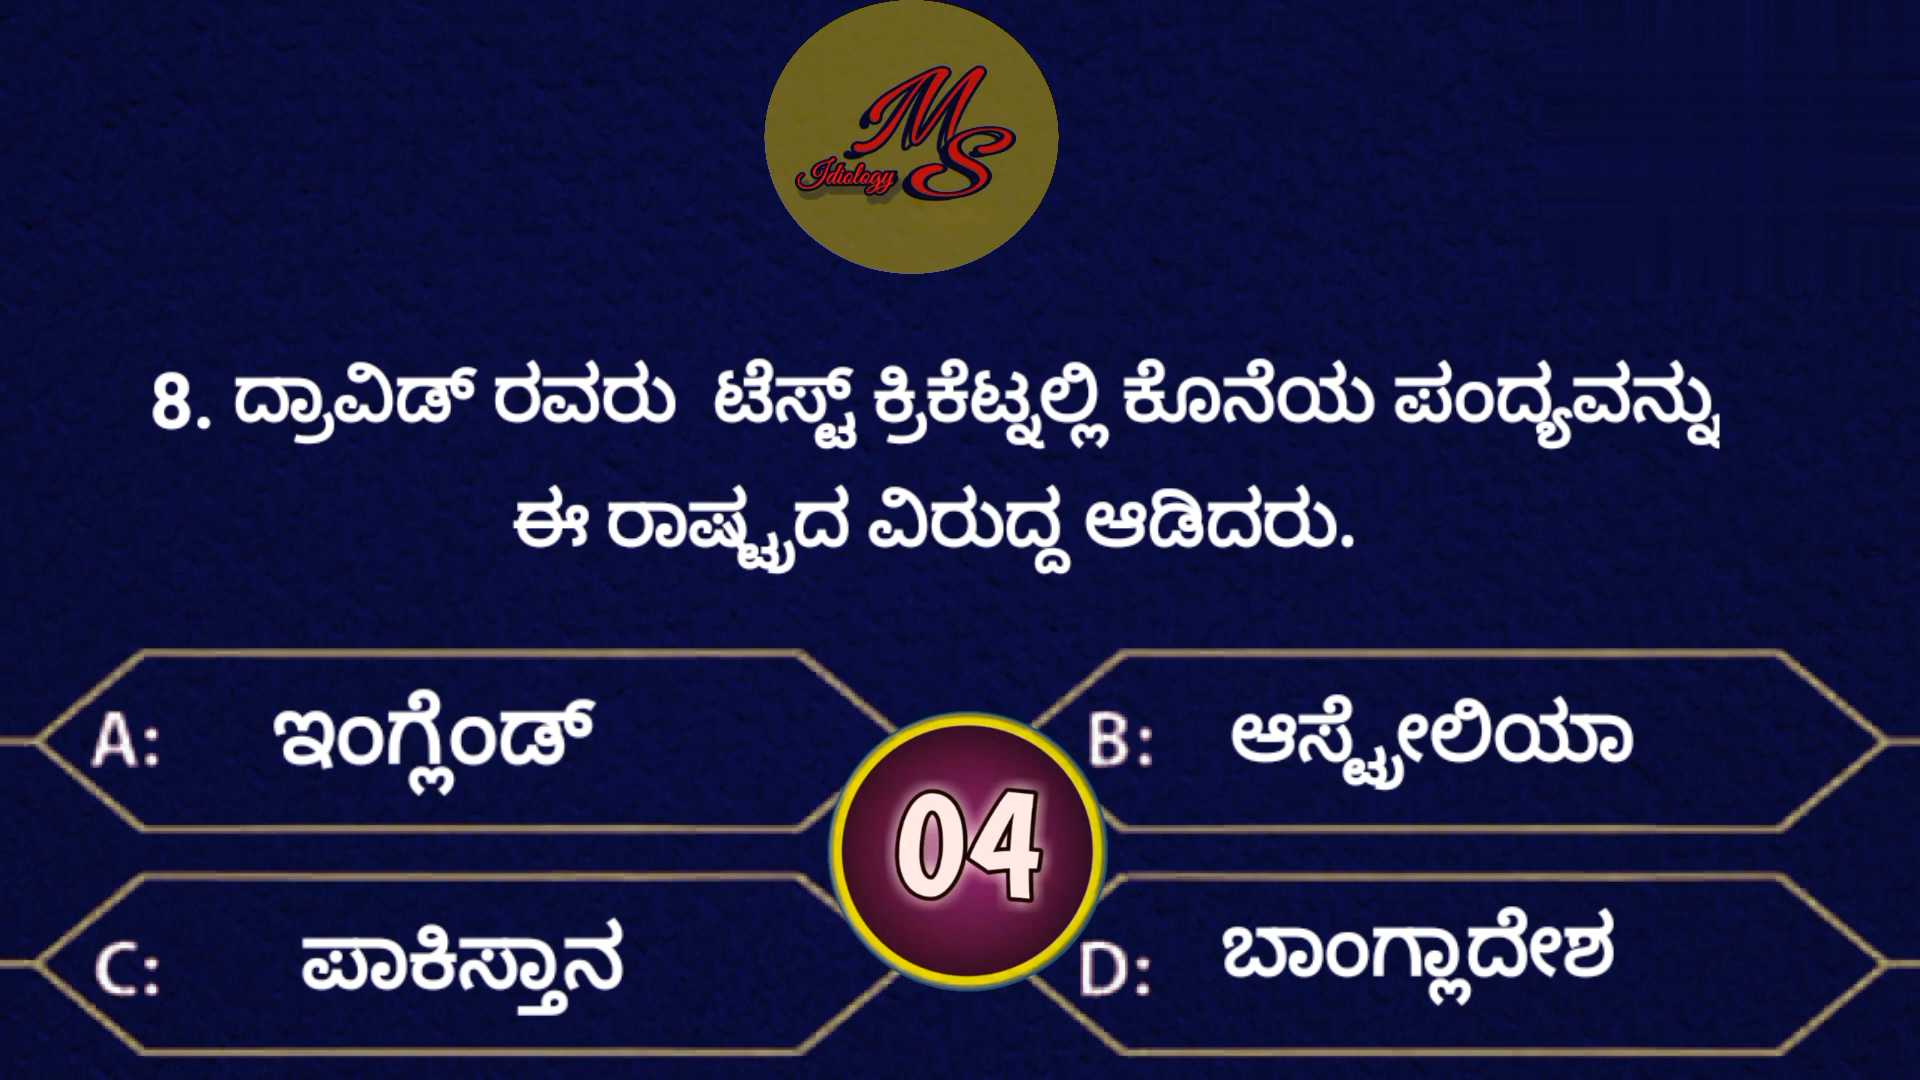 MS
Idiology
8. ದ್ರಾವಿಡ್ ರವರು ಟೆಸ್ಟ್ ಕ್ರಿಕೆಟ್ನಲ್ಲಿ ಕೊನೆಯ ಪಂದ್ಯವನ್ನು
ಈ ರಾಷ್ಟ್ರದ ವಿರುದ್ದ ಆಡಿದರು.
A: ಇಂಗ್ಲೆಂಡ್
B: ಆಸ್ಟ್ರೇಲಿಯಾ
04
C: ಪಾಕಿಸ್ತಾನ
D: ಬಾಂಗ್ಲಾದೇಶ